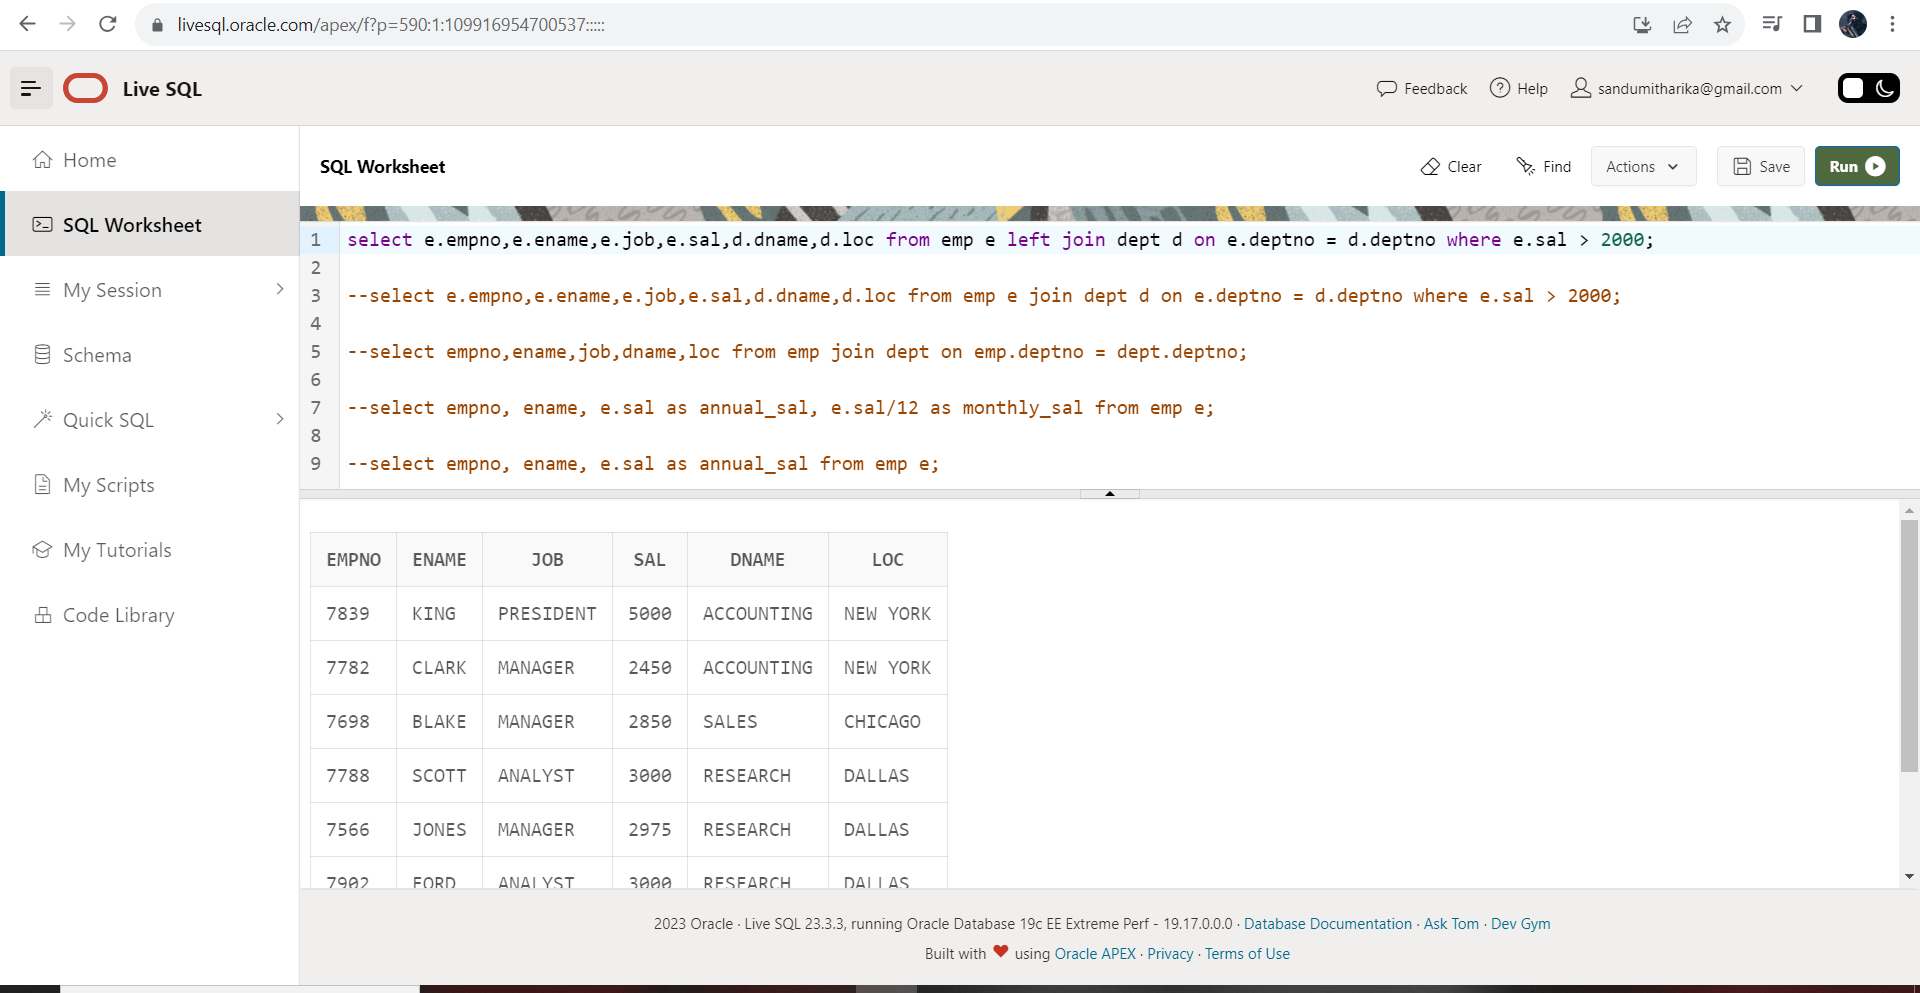 livesql.oracle.com/apex/f?p=590:1:109916954700537:::::
Live SQL
Feedback
Help
sandumitharika@gmail.com
Home
SQL Worksheet
My Session
Schema
Quick SQL
My Scripts
My Tutorials
Code Library
SQL Worksheet
Clear
Find
Actions
Save
Run
1 select e.empno,e.ename,e.job,e.sal,d.dname,d.loc from emp e left join dept d on e.deptno = d.deptno where e.sal > 2000;
2
3 --select e.empno,e.ename,e.job,e.sal,d.dname,d.loc from emp e join dept d on e.deptno = d.deptno where e.sal > 2000;
4
5 --select empno,ename,job,dname,loc from emp join dept on emp.deptno = dept.deptno;
6
7 --select empno, ename, e.sal as annual_sal, e.sal/12 as monthly_sal from emp e;
8
9 --select empno, ename, e.sal as annual_sal from emp e;
EMPNO ENAME JOB SAL DNAME LOC
7839 KING PRESIDENT 5000 ACCOUNTING NEW YORK
7782 CLARK MANAGER 2450 ACCOUNTING NEW YORK
7698 BLAKE MANAGER 2850 SALES CHICAGO
7788 SCOTT ANALYST 3000 RESEARCH DALLAS
7566 JONES MANAGER 2975 RESEARCH DALLAS
7902 FORD ANALYST 3000 RESEARCH DALLAS
2023 Oracle · Live SQL 23.3.3, running Oracle Database 19c EE Extreme Perf - 19.17.0.0.0 · Database Documentation · Ask Tom · Dev Gym
Built with ❤ using Oracle APEX · Privacy · Terms of Use